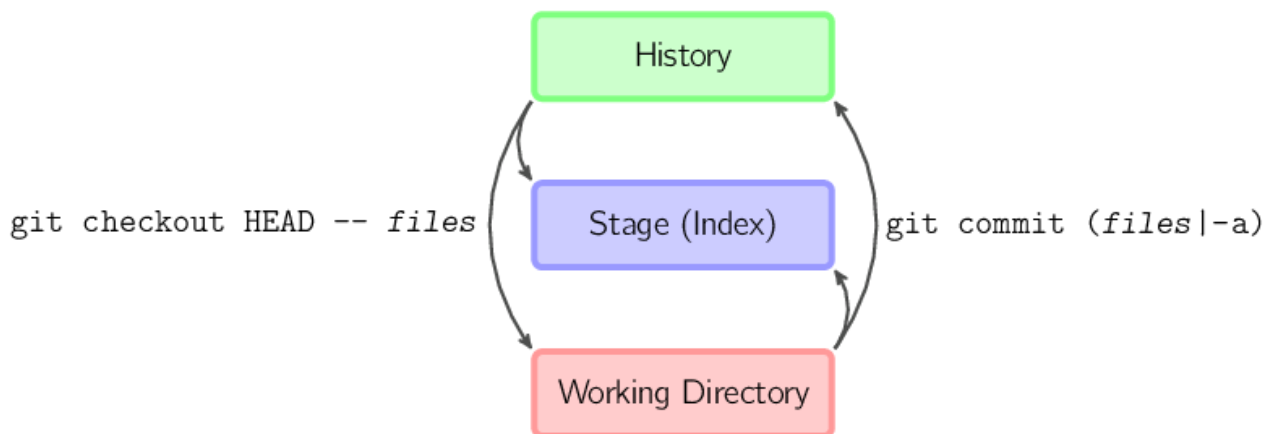 History
git checkout HEAD -- files
Stage (Index)
git commit (files|-a)
Working Directory